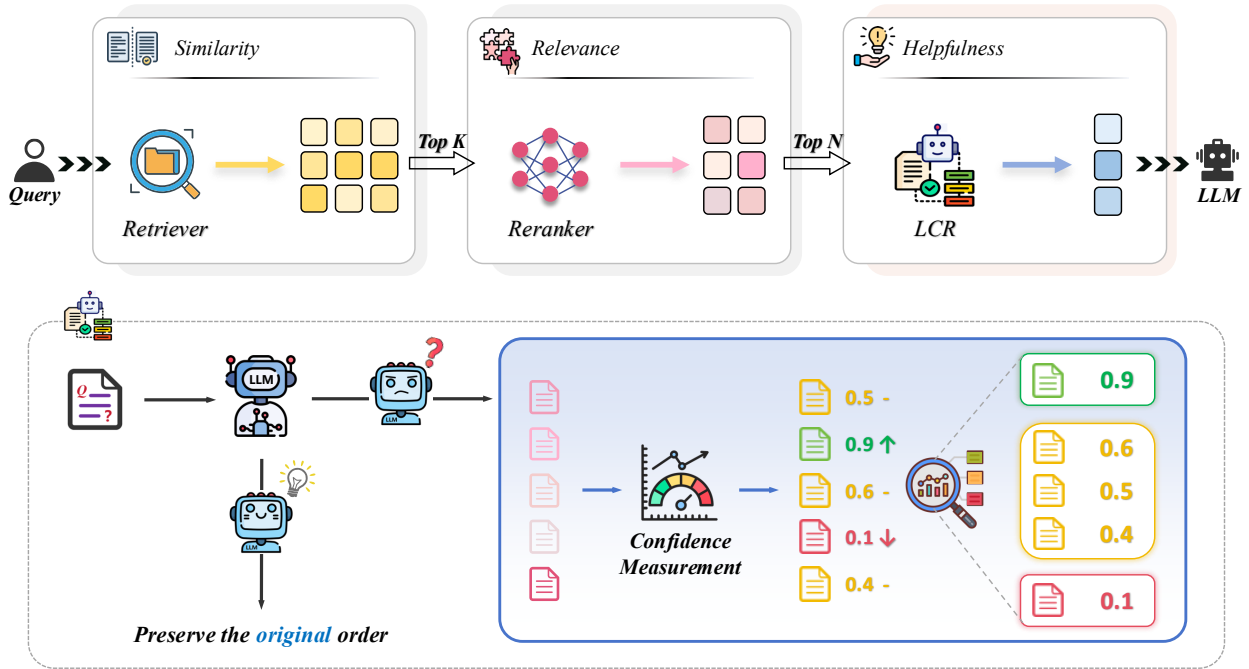 Similarity
Relevance
Helpfulness
Query
Top K
Top N
LLM
Retriever
Reranker
LCR
Q
?
LLM
?
LLM
LLM
Preserve the original order
Confidence
Measurement
0.5 -
0.9 ↑
0.6 -
0.1 ↓
0.4 -
0.9
0.6
0.5
0.4
0.1